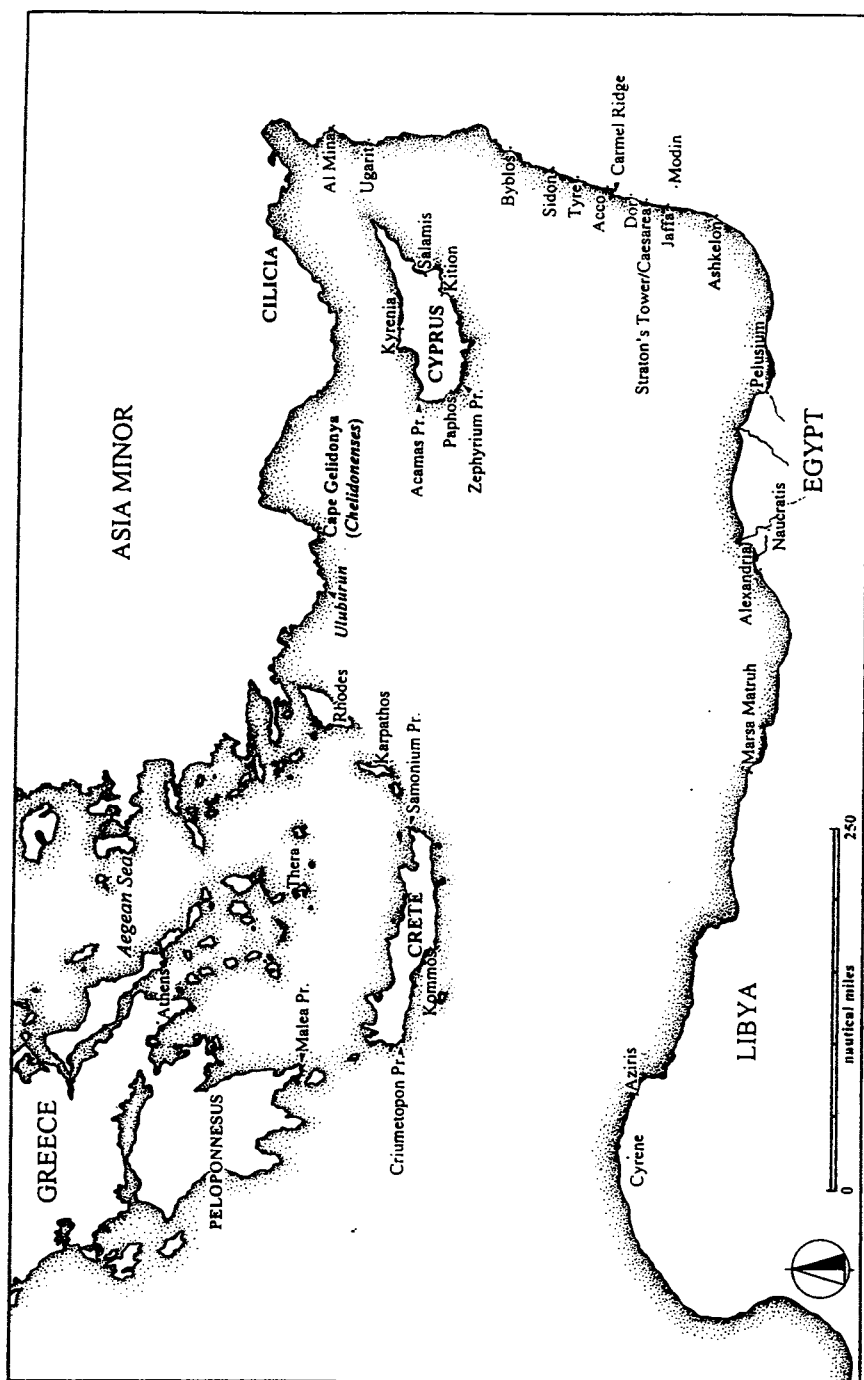 GREECE
ASIA MINOR
Aegean Sea
Athens
PELOPONNESUS
Malea Pr.
Thera
Rhodes
Karpathos
Samonium Pr.
Criumetopon Pr.
CRETE
Kommos
Uluburun
Cape Gelidonya
(Chelidonenses)
CILICIA
Al Mina
Ugarit
Kyrenia
Salamis
Kition
CYPRUS
Acamas Pr.
Paphos
Zephyrium Pr.
Byblos
Sidon
Tyre
Acco
Carmel Ridge
Dor
Straton's Tower/Caesarea
Jaffa
Modin
Ashkelon
Pelusium
EGYPT
Naucratis
Alexandria
Marsa Matruh
LIBYA
Aziris
Cyrene
0
250
nautical miles